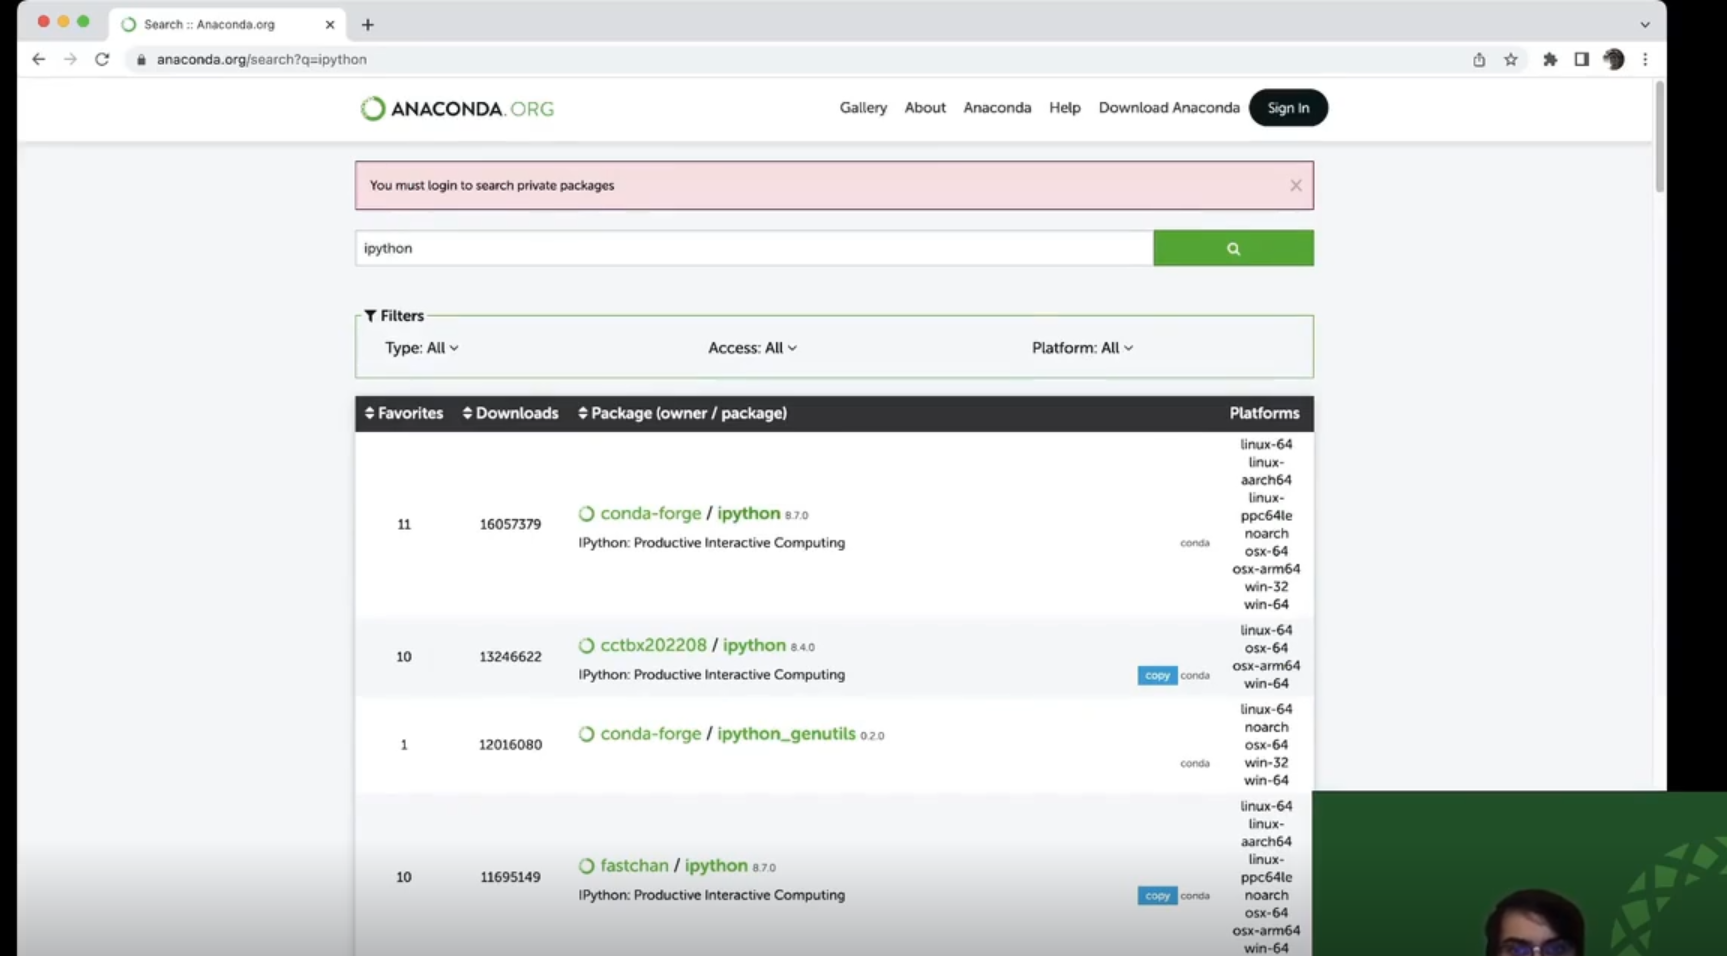 Search :: Anaconda.org
anaconda.org/search?q=ipython
ANACONDA.ORG
Gallery About Anaconda Help Download Anaconda Sign In
You must login to search private packages
ipython
Filters
Type: All Access: All Platform: All
Favorites Downloads Package (owner / package) Platforms
11 16057379 conda-forge / ipython 8.7.0
IPython: Productive Interactive Computing
conda
linux-64
linux-
aarch64
linux-
ppc64le
noarch
osx-64
osx-arm64
win-32
win-64
10 13246622 cctbx202208 / ipython 8.4.0
IPython: Productive Interactive Computing
copy conda
linux-64
osx-64
osx-arm64
win-64
1 12016080 conda-forge / ipython_genutils 0.2.0
conda
linux-64
noarch
osx-64
win-32
win-64
10 11695149 fastchan / ipython 8.7.0
IPython: Productive Interactive Computing
copy conda
linux-64
linux-
aarch64
linux-
ppc64le
noarch
osx-64
osx-arm64
win-64